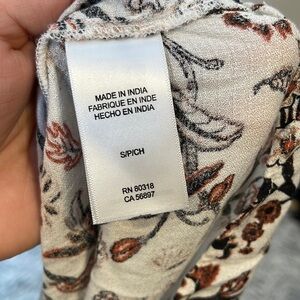 MADE IN INDIA
FABRIQUE EN INDE
HECHO EN INDIA
S/P/CH
RN 80318
CA 56897